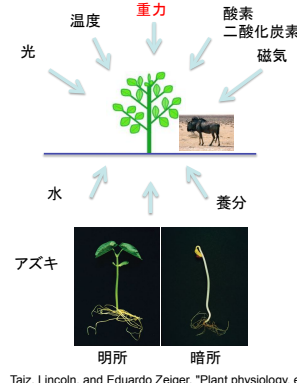 重力
温度
酸素
二酸化炭素
光
磁気
水
養分
アズキ
明所
暗所
Taiz, Lincoln, and Eduardo Zeiger. "Plant physiology, e